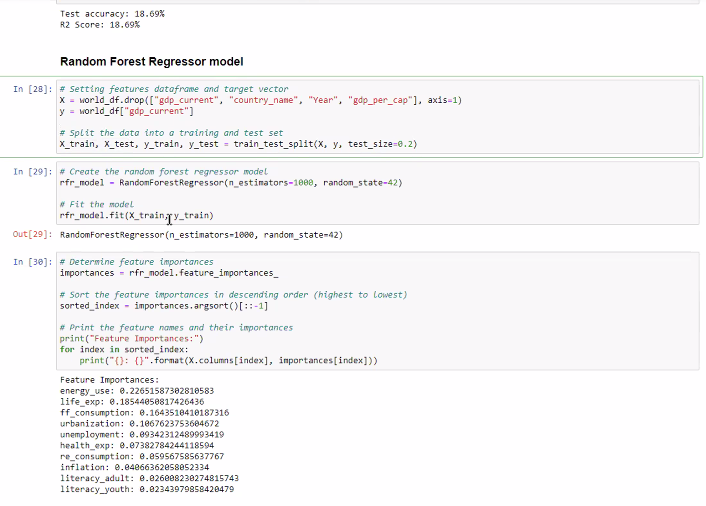 Test accuracy: 18.69%
R2 Score: 18.69%
Random Forest Regressor model
In [28]: # Setting features dataframe and target vector
X = world_df.drop(["gdp_current", "country_name", "Year", "gdp_per_cap"], axis=1)
y = world_df["gdp_current"]
# Split the data into a training and test set
X_train, X_test, y_train, y_test = train_test_split(X, y, test_size=0.2)
In [29]: # Create the random forest regressor model
rfr_model = RandomForestRegressor(n_estimators=1000, random_state=42)
# Fit the model
rfr_model.fit(X_train, y_train)
Out[29]: RandomForestRegressor(n_estimators=1000, random_state=42)
In [30]: # Determine feature importances
importances = rfr_model.feature_importances_
# Sort the feature importances in descending order (highest to lowest)
sorted_index = importances.argsort()[::-1]
# Print the feature names and their importances
print("Feature Importances:")
for index in sorted_index:
    print("{}: {}".format(X.columns[index], importances[index]))
Feature Importances:
energy_use: 0.22651587302810583
life_exp: 0.18544050817426436
ff_consumption: 0.1643510410187316
urbanization: 0.1067623753604672
unemployment: 0.09342312489993419
health_exp: 0.07382784244118594
re_consumption: 0.059567585637767
inflation: 0.04066362058052334
literacy_adult: 0.026008230274815743
literacy_youth: 0.02343979858420479